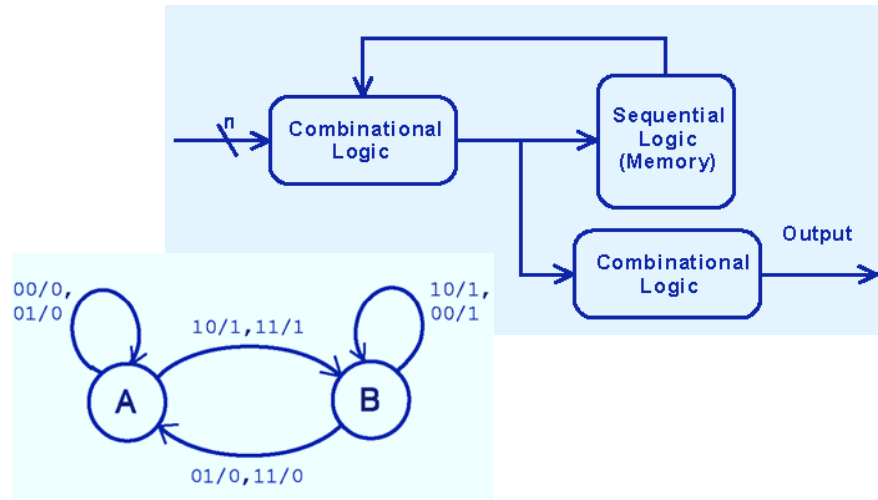 n
Combinational
Logic
Sequential
Logic
(Memory)
Combinational
Logic
Output
00/0,
01/0
10/1,11/1
10/1,
00/1
A
B
01/0,11/0